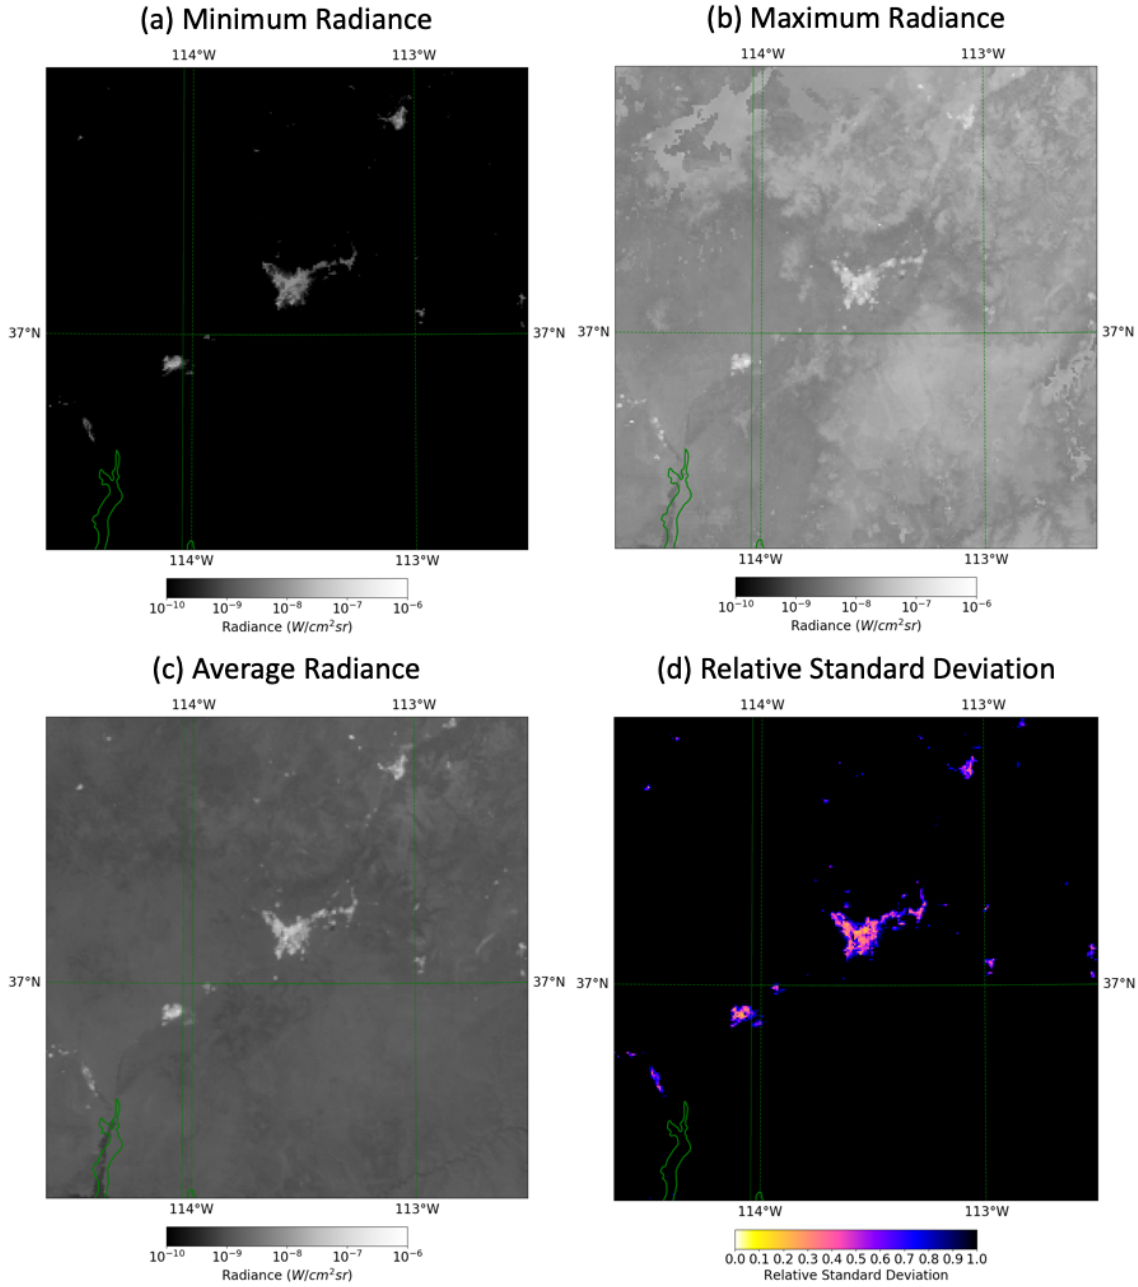 (a) Minimum Radiance
(b) Maximum Radiance
114°W 113°W
114°W 113°W
37°N 37°N
37°N 37°N
114°W 113°W
114°W 113°W
10⁻¹⁰ 10⁻⁹ 10⁻⁸ 10⁻⁷ 10⁻⁶
Radiance (W/cm²sr)
10⁻¹⁰ 10⁻⁹ 10⁻⁸ 10⁻⁷ 10⁻⁶
Radiance (W/cm²sr)
(c) Average Radiance
(d) Relative Standard Deviation
114°W 113°W
114°W 113°W
37°N 37°N
37°N 37°N
114°W 113°W
114°W 113°W
10⁻¹⁰ 10⁻⁹ 10⁻⁸ 10⁻⁷ 10⁻⁶
Radiance (W/cm²sr)
0.0 0.1 0.2 0.3 0.4 0.5 0.6 0.7 0.8 0.9 1.0
Relative Standard Deviation